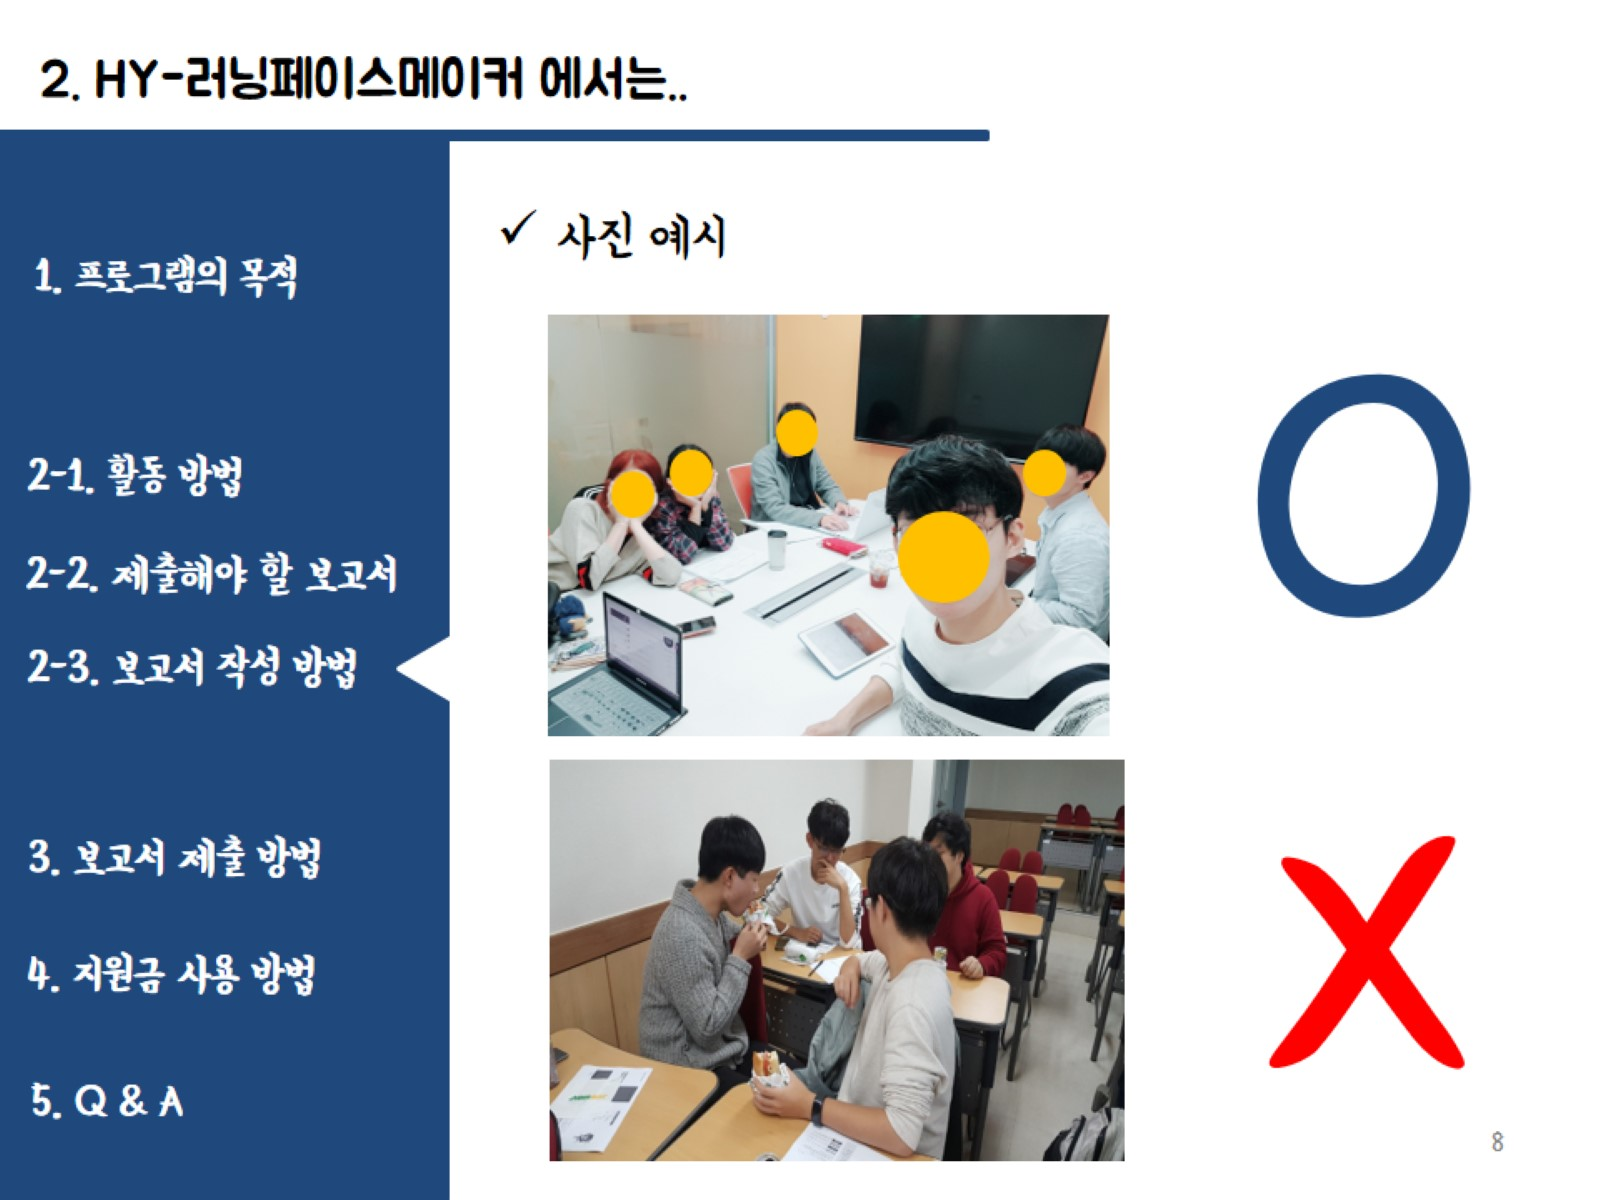 2. HY-러닝페이스메이커 에서는..
1. 프로그램의 목적
2-1. 활동 방법
2-2. 제출해야 할 보고서
2-3. 보고서 작성 방법
3. 보고서 제출 방법
4. 지원금 사용 방법
5. Q & A
✓ 사진 예시
O
X
8